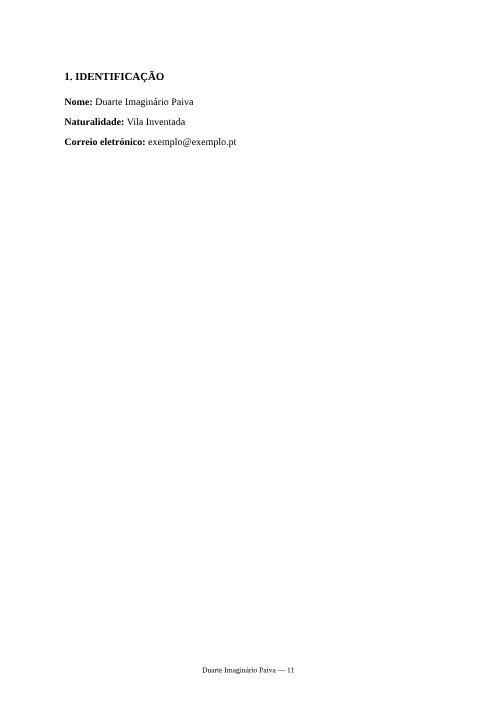 1. IDENTIFICAÇÃO
Nome: Duarte Imaginário Paiva
Naturalidade: Vila Inventada
Correio eletrónico: exemplo@exemplo.pt
Duarte Imaginário Paiva — 11